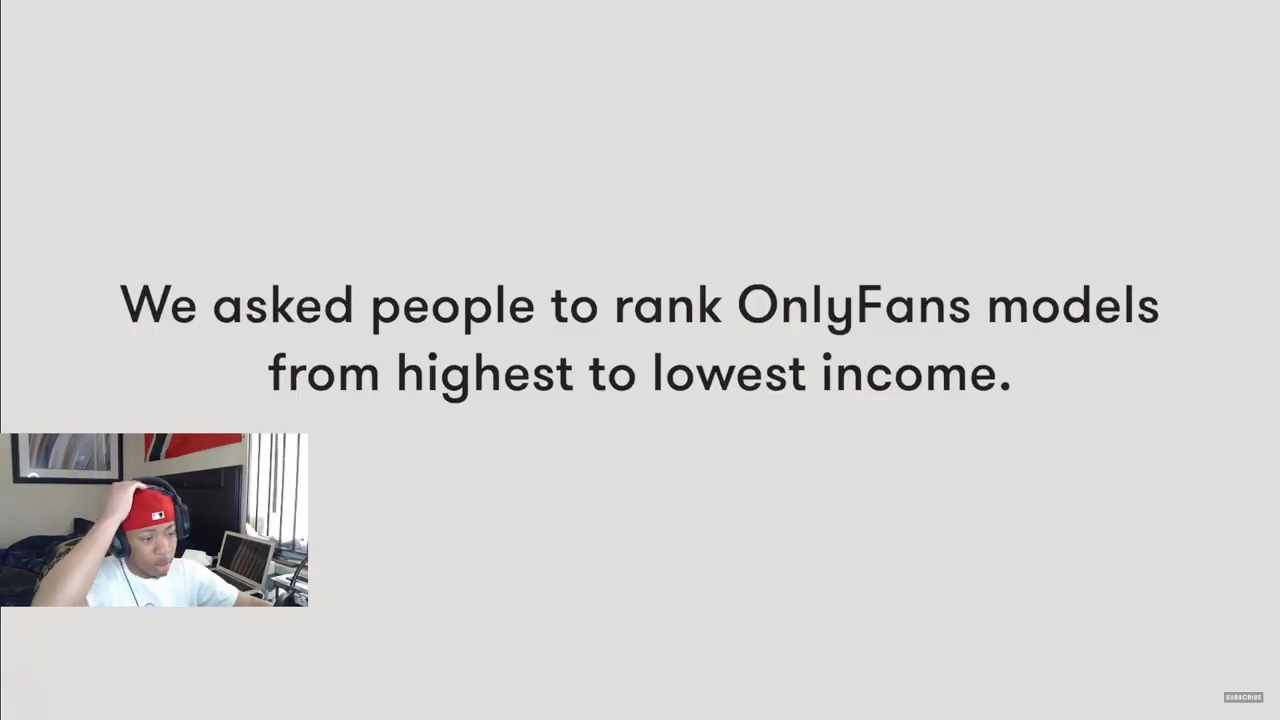 We asked people to rank OnlyFans models
from highest to lowest income.
SUBSCRIBE